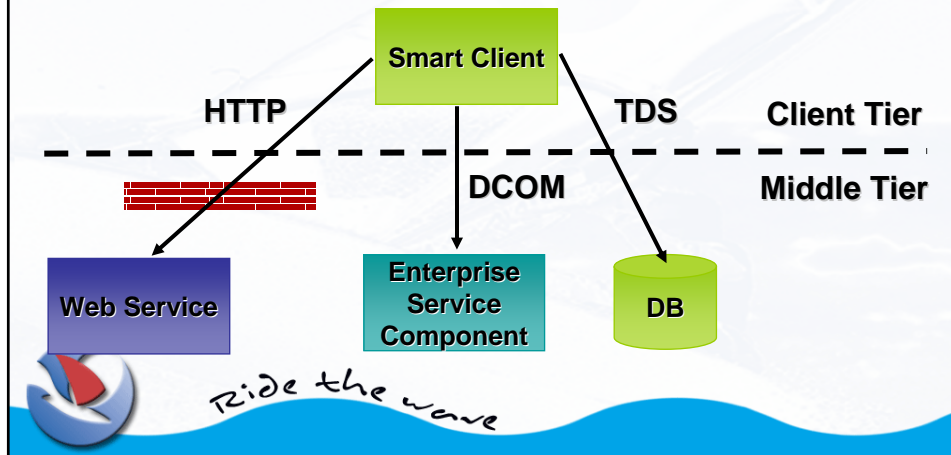 Smart Client
HTTP
TDS
Client Tier
DCOM
Middle Tier
Web Service
Enterprise
Service
Component
DB
Ride the wave